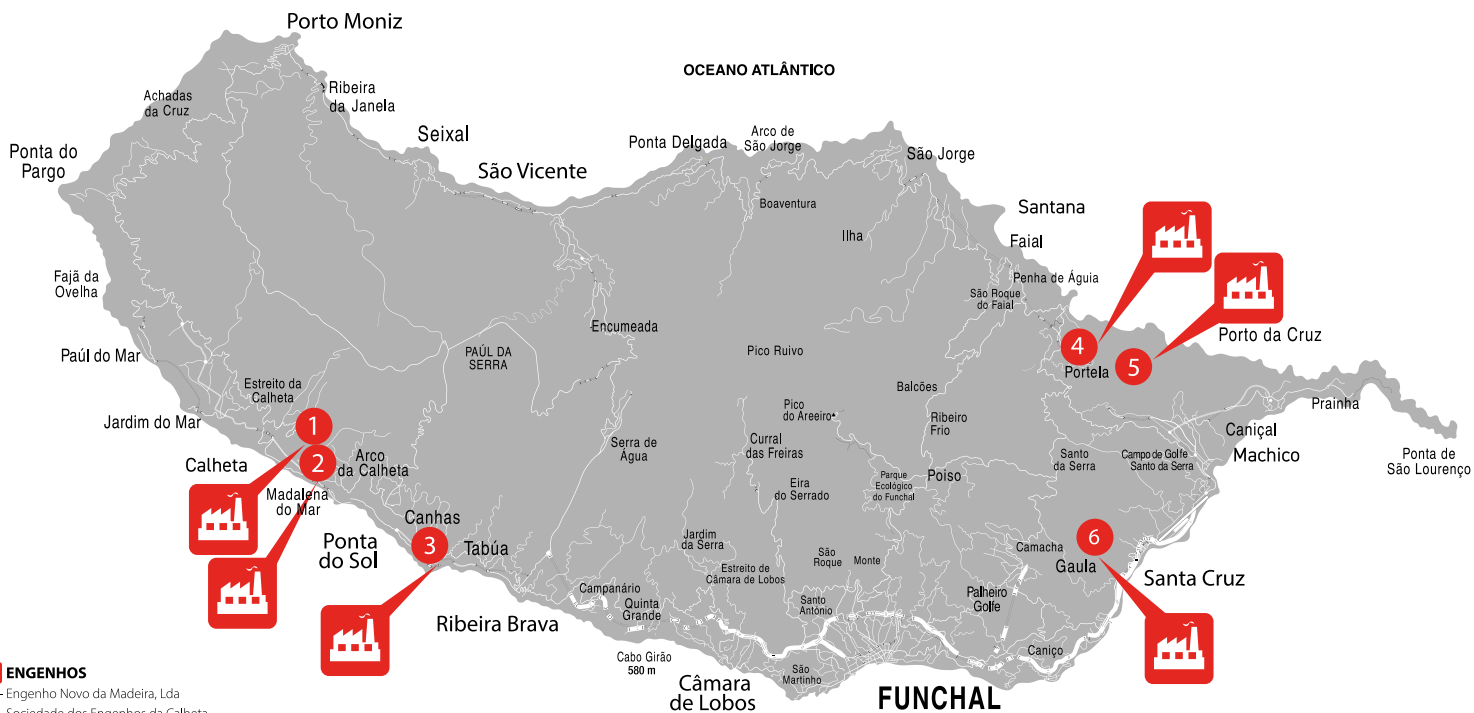 Porto Moniz
OCEANO ATLÂNTICO
Achadas
da Cruz
Ribeira
da Janela
Seixal
Ponta Delgada
Arco de
São Jorge
São Jorge
Ponta do
Pargo
São Vicente
Boaventura
Ilha
Santana
Faial
Penha de Águia
São Roque
do Faial
Fajã da
Ovelha
Encumeada
Porto da Cruz
Paúl do Mar
PAÚL DA
SERRA
Pico Ruivo
4
5
Portela
Estreito da
Calheta
Balcões
Prainha
Jardim do Mar
1
Pico
do Areeiro
Ribeiro
Frio
Caniçal
Machico
Calheta
2
Arco
da Calheta
Serra de
Água
Curral
das Freiras
Santo
da Serra
Campo de Golfe
Santo da Serra
Ponta de
São Lourenço
Madalena
do Mar
Eira
do Serrado
Parque
Ecológico
do Funchal
Poiso
Canhas
3
Tabúa
Ponta
do Sol
Jardim
da Serra
São
Roque
Monte
Camacha
6
Gaula
Santa Cruz
Estreito de
Câmara de Lobos
Campanário
Quinta
Grande
Santo
António
Palheiro
Golfe
Ribeira Brava
Caniço
Cabo Girão
580 m
São
Martinho
Câmara
de Lobos
FUNCHAL
ENGENHOS
- Engenho Novo da Madeira, Lda
Sociedade dos Engenhos da Calheta